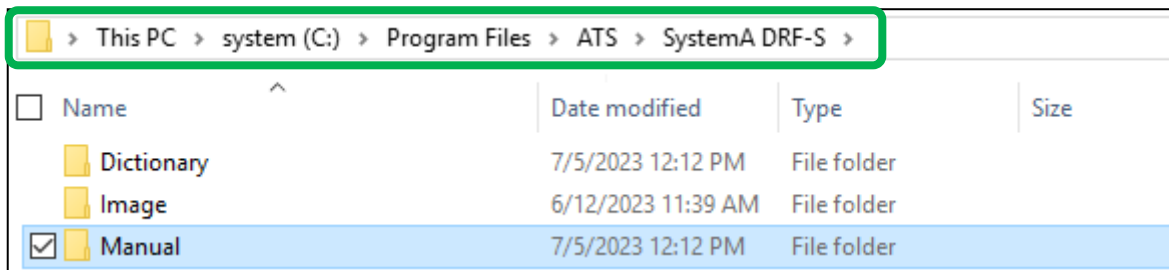 This PC > system (C:) > Program Files > ATS > SystemA DRF-S >
Name Date modified Type Size
Dictionary 7/5/2023 12:12 PM File folder
Image 6/12/2023 11:39 AM File folder
Manual 7/5/2023 12:12 PM File folder